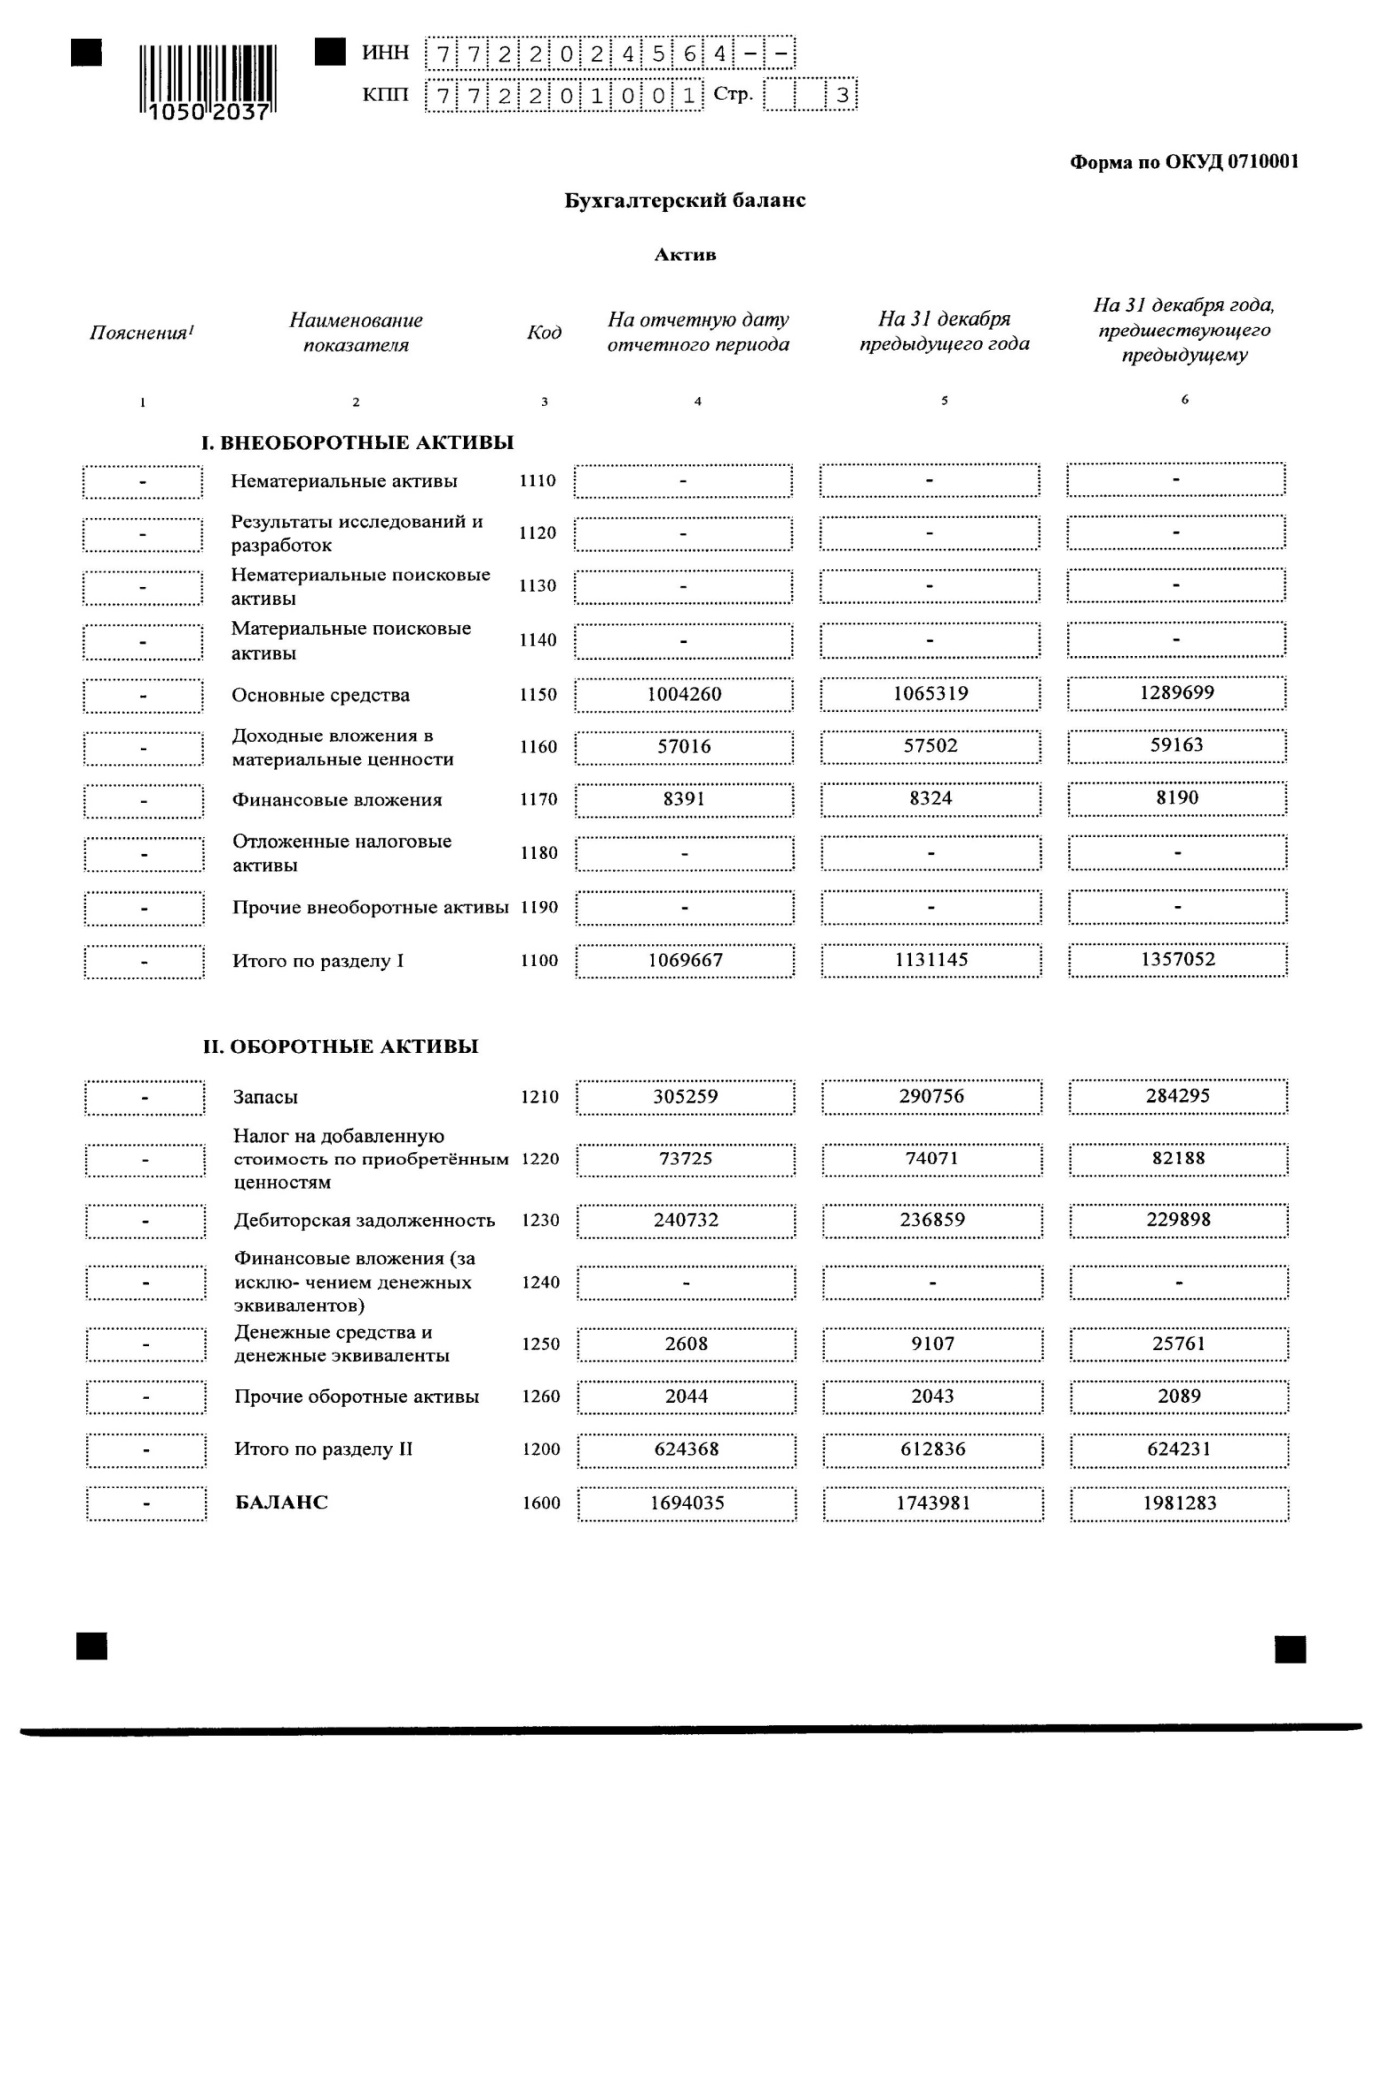 ИНН 7722024564--
КПП 772201001 Стр. 3
1050 2037
Форма по ОКУД 0710001
Бухгалтерский баланс
Актив
Пояснения1 Наименование показателя Код На отчетную дату отчетного периода На 31 декабря предыдущего года На 31 декабря года, предшествующего предыдущему
1 2 3 4 5 6
I. ВНЕОБОРОТНЫЕ АКТИВЫ
- Нематериальные активы 1110 - - -
- Результаты исследований и разработок 1120 - - -
- Нематериальные поисковые активы 1130 - - -
- Материальные поисковые активы 1140 - - -
- Основные средства 1150 1004260 1065319 1289699
- Доходные вложения в материальные ценности 1160 57016 57502 59163
- Финансовые вложения 1170 8391 8324 8190
- Отложенные налоговые активы 1180 - - -
- Прочие внеоборотные активы 1190 - - -
- Итого по разделу I 1100 1069667 1131145 1357052
II. ОБОРОТНЫЕ АКТИВЫ
- Запасы 1210 305259 290756 284295
- Налог на добавленную стоимость по приобретённым ценностям 1220 73725 74071 82188
- Дебиторская задолженность 1230 240732 236859 229898
- Финансовые вложения (за исклю- чением денежных эквивалентов) 1240 - - -
- Денежные средства и денежные эквиваленты 1250 2608 9107 25761
- Прочие оборотные активы 1260 2044 2043 2089
- Итого по разделу II 1200 624368 612836 624231
- БАЛАНС 1600 1694035 1743981 1981283